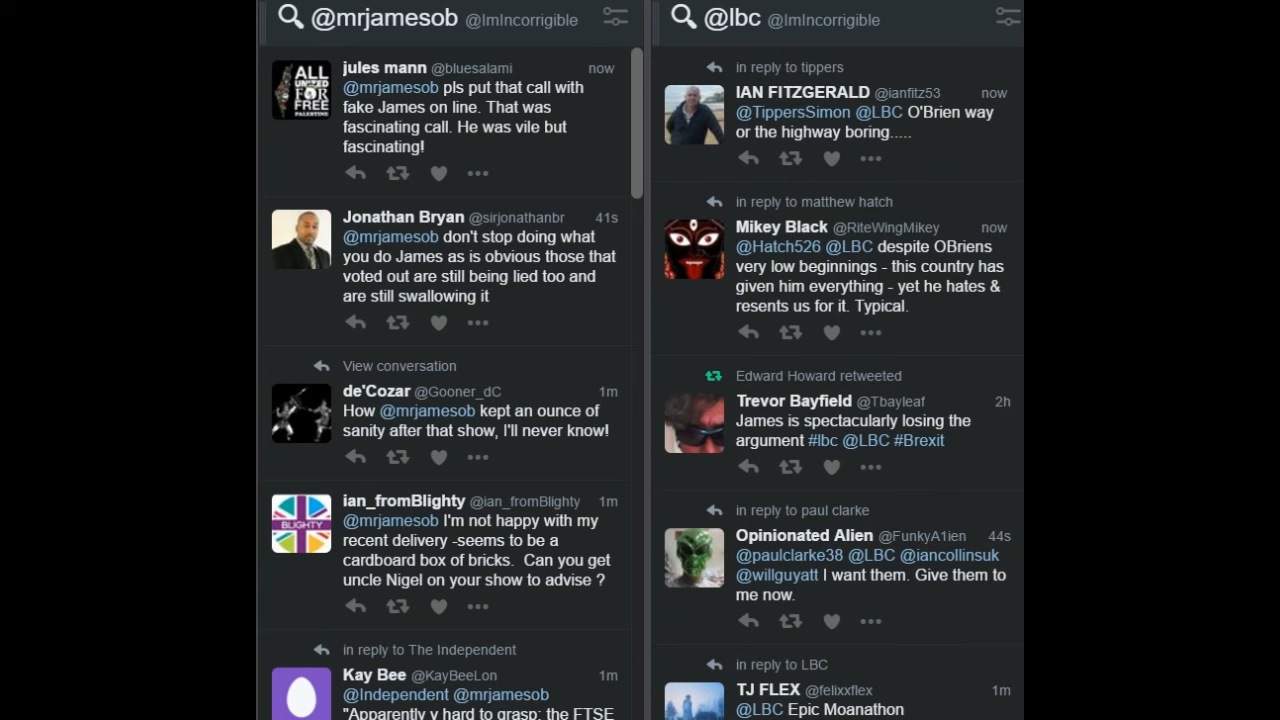 @mrjamesob @ImIncorrigible
jules mann @bluesalami now
@mrjamesob pls put that call with
fake James on line. That was
fascinating call. He was vile but
fascinating!
ALL
UNITED
FOR
FREE
PALESTINE
Jonathan Bryan @sirjonathanbr 41s
@mrjamesob don't stop doing what
you do James as is obvious those that
voted out are still being lied too and
are still swallowing it
View conversation
de'Cozar @Gooner_dC 1m
How @mrjamesob kept an ounce of
sanity after that show, I'll never know!
ian_fromBlighty @ian_fromBlighty 1m
@mrjamesob I'm not happy with my
recent delivery -seems to be a
cardboard box of bricks. Can you get
uncle Nigel on your show to advise ?
BLIGHTY
in reply to The Independent
Kay Bee @KayBeeLon 1m
@Independent @mrjamesob
"Apparently v hard to grasp: the FTSE
@lbc @ImIncorrigible
in reply to tippers
IAN FITZGERALD @ianfitz53 now
@TippersSimon @LBC O'Brien way
or the highway boring.....
in reply to matthew hatch
Mikey Black @RiteWingMikey now
@Hatch526 @LBC despite OBriens
very low beginnings - this country has
given him everything - yet he hates &
resents us for it. Typical.
Edward Howard retweeted
Trevor Bayfield @Tbayleaf 2h
James is spectacularly losing the
argument #lbc @LBC #Brexit
in reply to paul clarke
Opinionated Alien @FunkyA1ien 44s
@paulclarke38 @LBC @iancollinsuk
@willguyatt I want them. Give them to
me now.
in reply to LBC
TJ FLEX @felixxflex 1m
@LBC Epic Moanathon